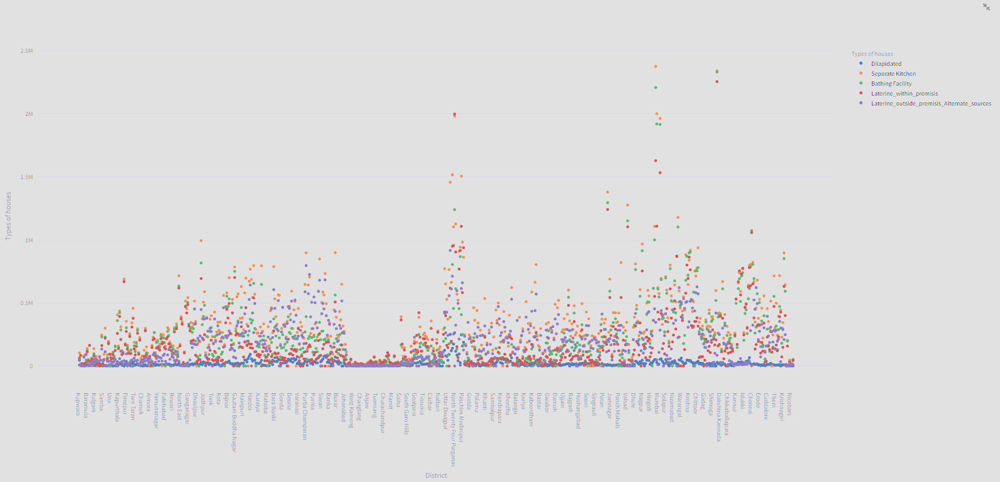 2.5M
2M
1.5M
1M
0.5M
0
Types of houses
Types of houses
Dilapidated
Seperate Kitchen
Bathing Facility
Laterine_within_premisis
Laterine_outside_premisis_Alternate_sources
Kupwara
Baramula
Kulgam
Samba
Una
Kapurthala
Firozpur
Tarn Taran
Chamoli
Almora
Yamunanagar
Fatehabad
Rewari
North East
Ganganagar
Dhaulpur
Jodhpur
Tonk
Kota
Bijnor
Gautam Buddha Nagar
Mainpuri
Hardoi
Auraiya
Mahoba
Bara Banki
Gonda
Deoria
Varanasi
Purba Champaran
Purnia
Siwan
Banka
Buxar
Jehanabad
West Kameng
Changlang
Anjaw
Tuensang
Churachandpur
Mamit
Saiha
South Garo Hills
Goalpara
Tinsukia
Cachar
Nalbari
Uttar Dinajpur
North Twenty Four Parganas
Paschim Medinipur
Godda
Palamu
Khunti
Sambalpur
Kendrapara
Khordha
Balangir
Koriya
Kabeerdham
Bastar
Gwalior
Damoh
Ujjain
Rajgarh
Hoshangabad
Seoni
Singrauli
Patan
Jamnagar
Panch Mahals
Valsad
Dhule
Nagpur
Hingoli
Mumbai
Solapur
Nizamabad
Warangal
Krishna
Chittoor
Gadag
Shimoga
Dakshina Kannada
Chikkaballapura
Kannur
Idukki
Chennai
Erode
Cuddalore
Theni
Krishnagiri
Nicobars
District